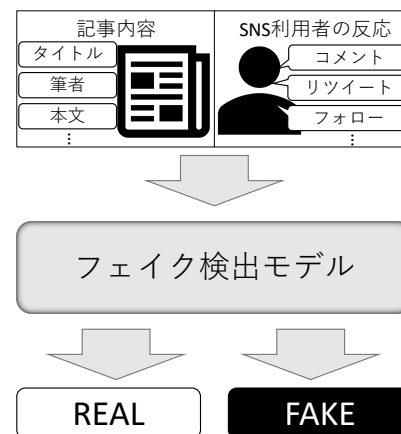 記事内容
タイトル
筆者
本文
⋮
SNS利用者の反応
コメント
リツイート
フォロー
⋮
フェイク検出モデル
REAL
FAKE